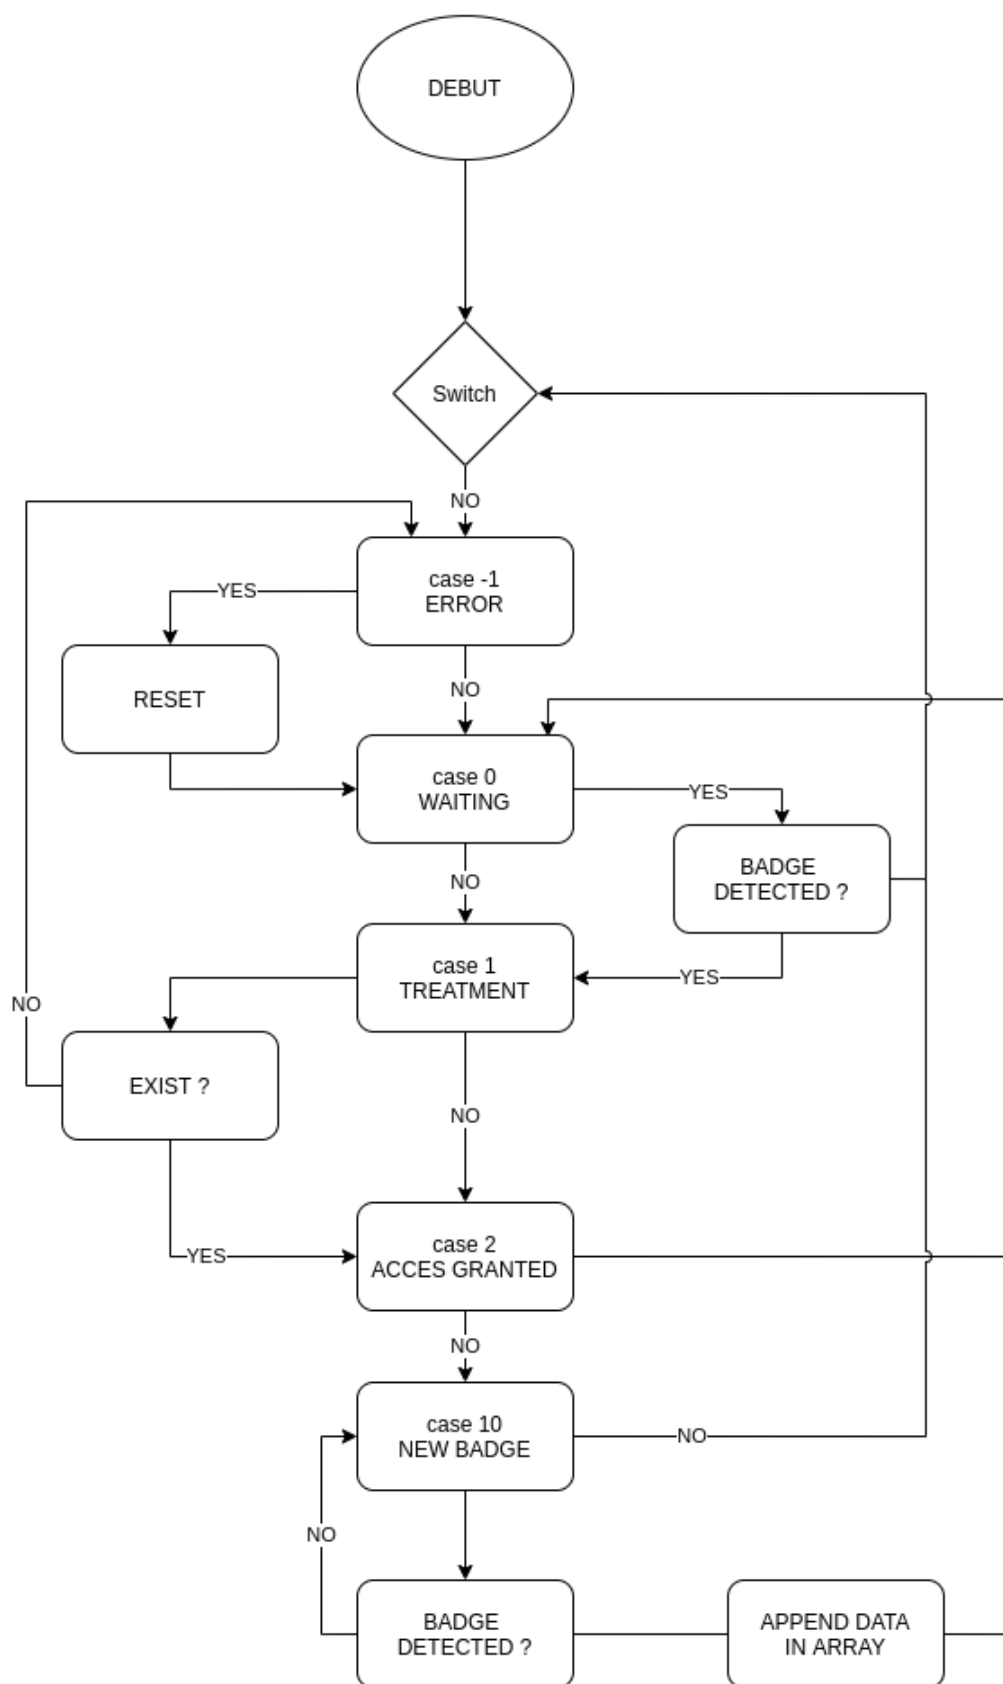 DEBUT
Switch
NO
case -1
ERROR
YES
RESET
NO
case 0
WAITING
YES
BADGE
DETECTED ?
NO
case 1
TREATMENT
YES
NO
EXIST ?
NO
YES
case 2
ACCES GRANTED
NO
case 10
NEW BADGE
NO
NO
BADGE
DETECTED ?
APPEND DATA
IN ARRAY